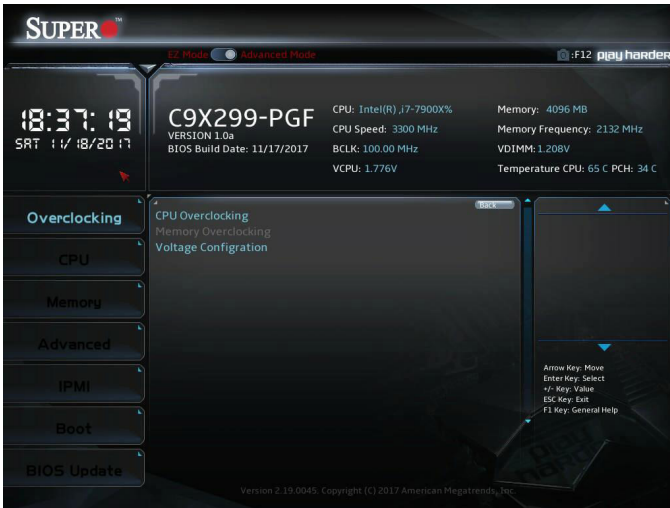 SUPER
EZ Mode Advanced Mode
:F12 play harder
18:37:19
SAT 11/18/2017
C9X299-PGF
VERSION 1.0a
BIOS Build Date: 11/17/2017
CPU: Intel(R) ,i7-7900X%
CPU Speed: 3300 MHz
BCLK: 100.00 MHz
VCPU: 1.776V
Memory: 4096 MB
Memory Frequency: 2132 MHz
VDIMM: 1.208V
Temperature CPU: 65 C PCH: 34 C
Overclocking
CPU
Memory
Advanced
IPMI
Boot
BIOS Update
Back
CPU Overclocking
Memory Overclocking
Voltage Configration
Arrow Key: Move
Enter Key: Select
+/- Key: Value
ESC Key: Exit
F1 Key: General Help
play
hard
Version 2.19.0045. Copyright (C) 2017 American Megatrends, Inc.